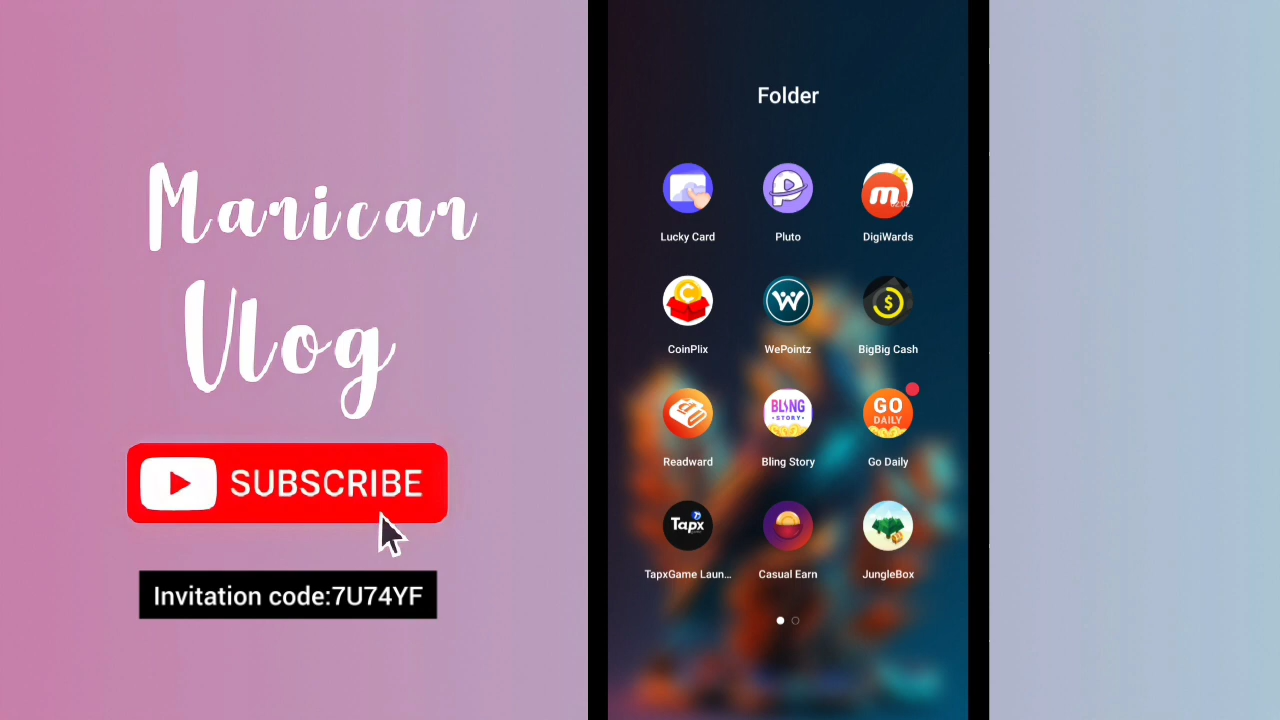 Manican
Vlog
SUBSCRIBE
Invitation code:7U74YF
Folder
Lucky Card
Pluto
m
DigiWards
C
CoinPlix
W
WePointz
$
BigBig Cash
Readward
BLING
STORY
Bling Story
GO
DAILY
Go Daily
Tapx
TapxGame Laun...
Casual Earn
JungleBox